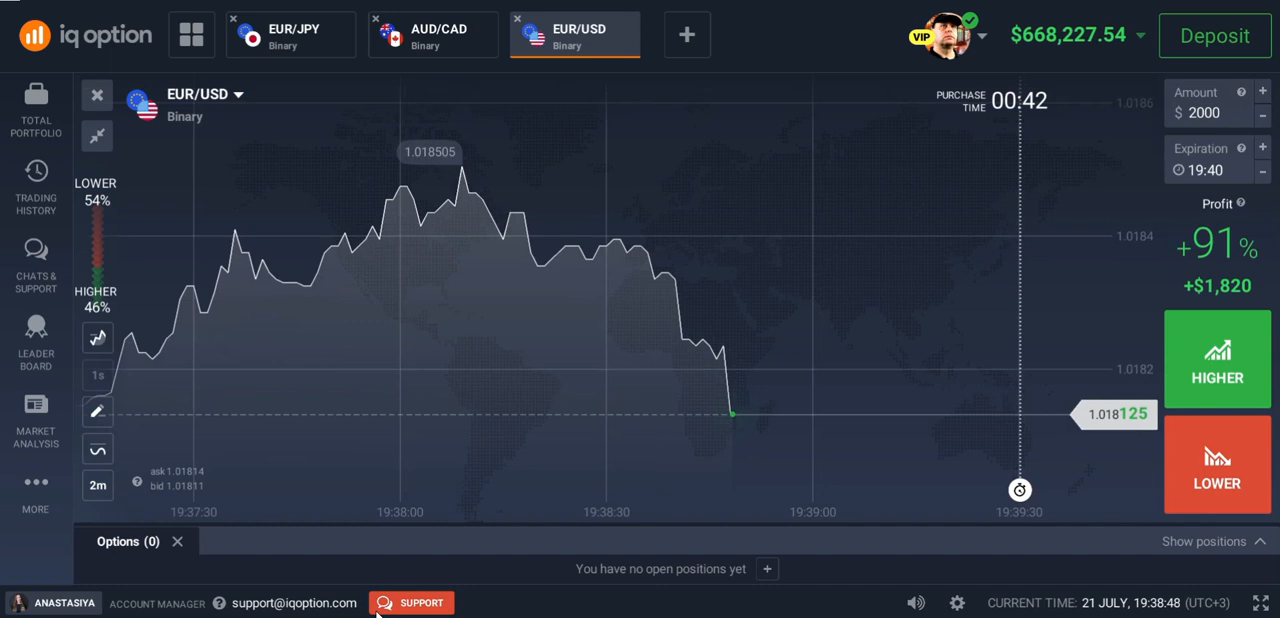 iq option
EUR/JPY
Binary
AUD/CAD
Binary
EUR/USD
Binary
VIP
$668,227.54
Deposit
TOTAL
PORTFOLIO
TRADING
HISTORY
CHATS &
SUPPORT
LEADER
BOARD
MARKET
ANALYSIS
MORE
EUR/USD
Binary
LOWER
54%
HIGHER
46%
1s
2m
1.018505
PURCHASE
TIME 00:42
1.0186
1.0184
1.0182
1.018125
ask 1.01814
bid 1.01811
19:37:30
19:38:00
19:38:30
19:39:00
19:39:30
Amount
$ 2000
Expiration
19:40
Profit
+91%
+$1,820
HIGHER
LOWER
Options (0)
Show positions
You have no open positions yet
ANASTASIYA
ACCOUNT MANAGER
support@iqoption.com
SUPPORT
CURRENT TIME: 21 JULY, 19:38:48 (UTC+3)